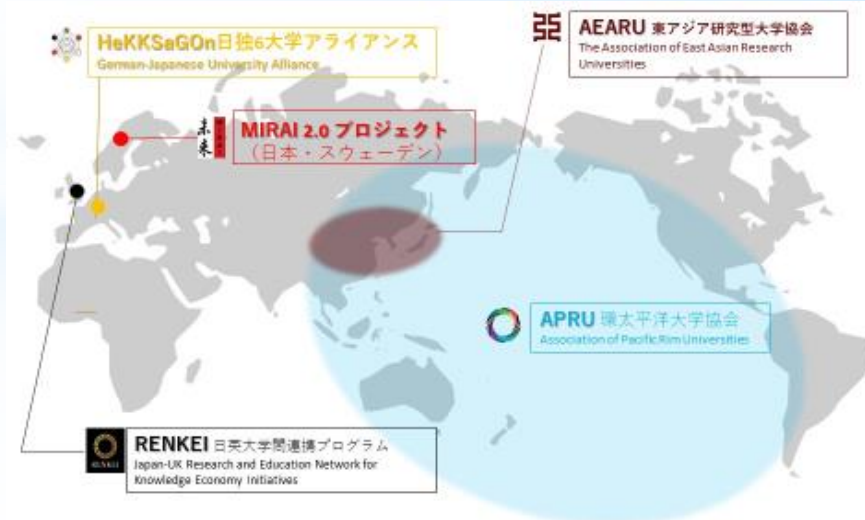 HeKKSaGOn日独6大学アライアンス
German-Japanese University Alliance
AEARU 東アジア研究型大学協会
The Association of East Asian Research
Universities
未来
MIRAI 2.0 プロジェクト
（日本・スウェーデン）
APRU 環太平洋大学協会
Association of Pacific Rim Universities
RENKEI
RENKEI 日英大学間連携プログラム
Japan-UK Research and Education Network for
Knowledge Economy Initiatives